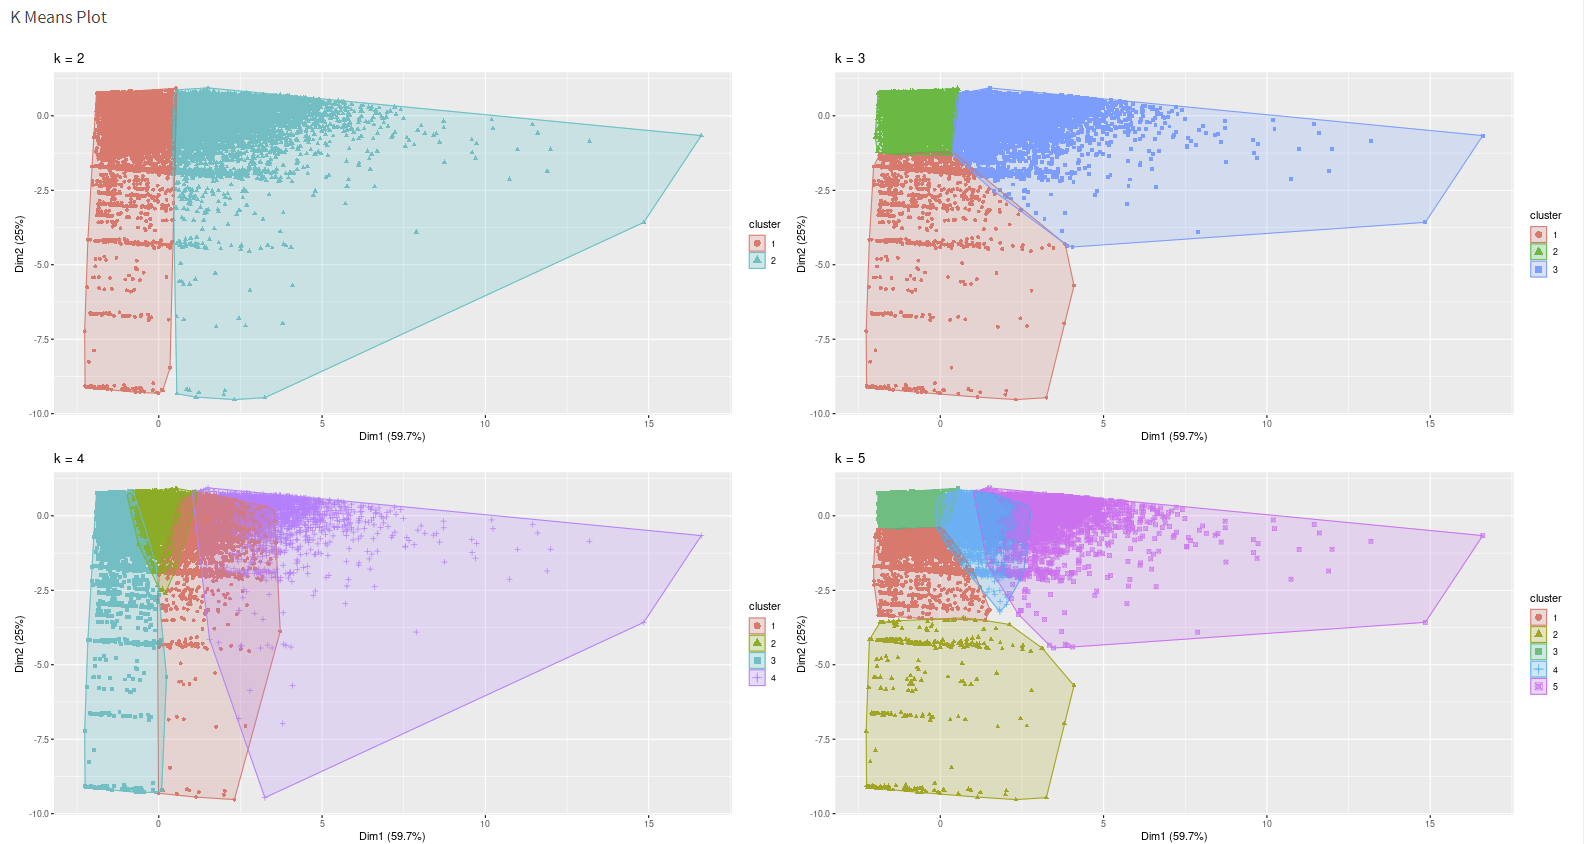 K Means Plot
k = 2
0.0
-2.5
-5.0
-7.5
-10.0
Dim2 (25%)
0 5 10 15
Dim1 (59.7%)
cluster
1
2
k = 3
0.0
-2.5
-5.0
-7.5
-10.0
Dim2 (25%)
0 5 10 15
Dim1 (59.7%)
cluster
1
2
3
k = 4
0.0
-2.5
-5.0
-7.5
-10.0
Dim2 (25%)
0 5 10 15
Dim1 (59.7%)
cluster
1
2
3
4
k = 5
0.0
-2.5
-5.0
-7.5
-10.0
Dim2 (25%)
0 5 10 15
Dim1 (59.7%)
cluster
1
2
3
4
5